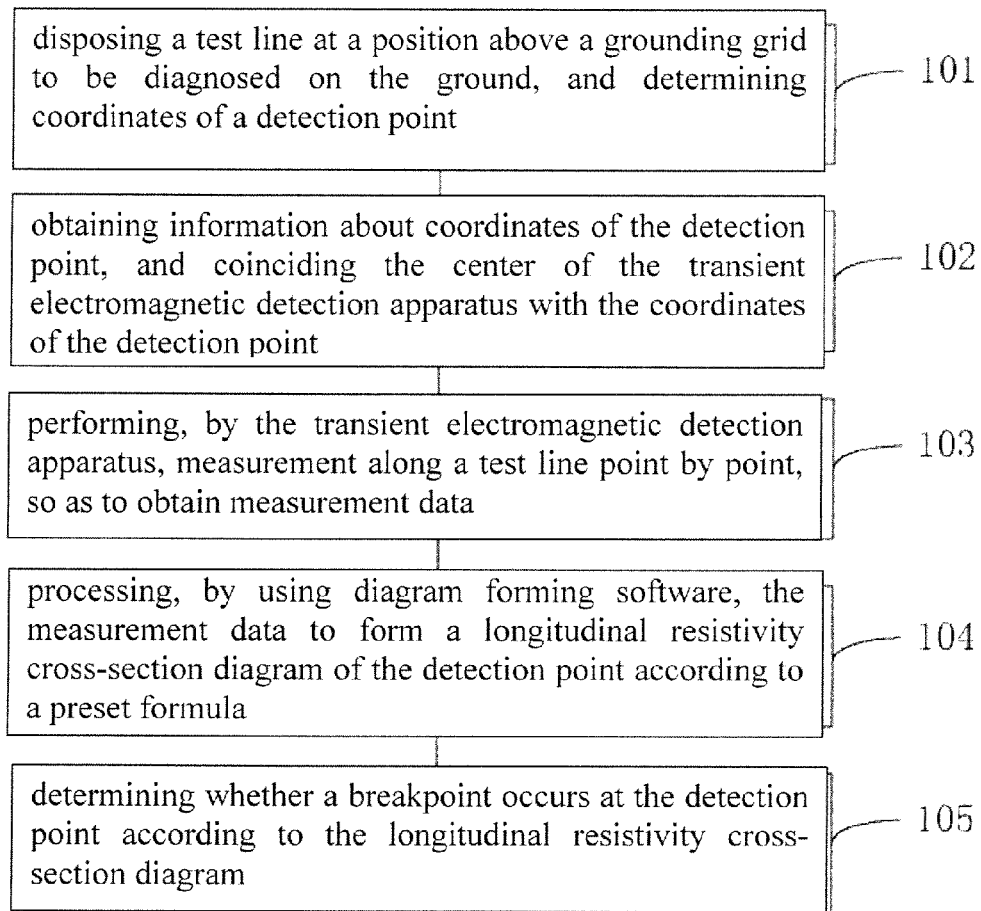 disposing a test line at a position above a grounding grid
to be diagnosed on the ground, and determining
coordinates of a detection point
101
obtaining information about coordinates of the detection
point, and coinciding the center of the transient
electromagnetic detection apparatus with the coordinates
of the detection point
102
performing, by the transient electromagnetic detection
apparatus, measurement along a test line point by point,
so as to obtain measurement data
103
processing, by using diagram forming software, the
measurement data to form a longitudinal resistivity
cross-section diagram of the detection point according to
a preset formula
104
determining whether a breakpoint occurs at the detection
point according to the longitudinal resistivity cross-
section diagram
105